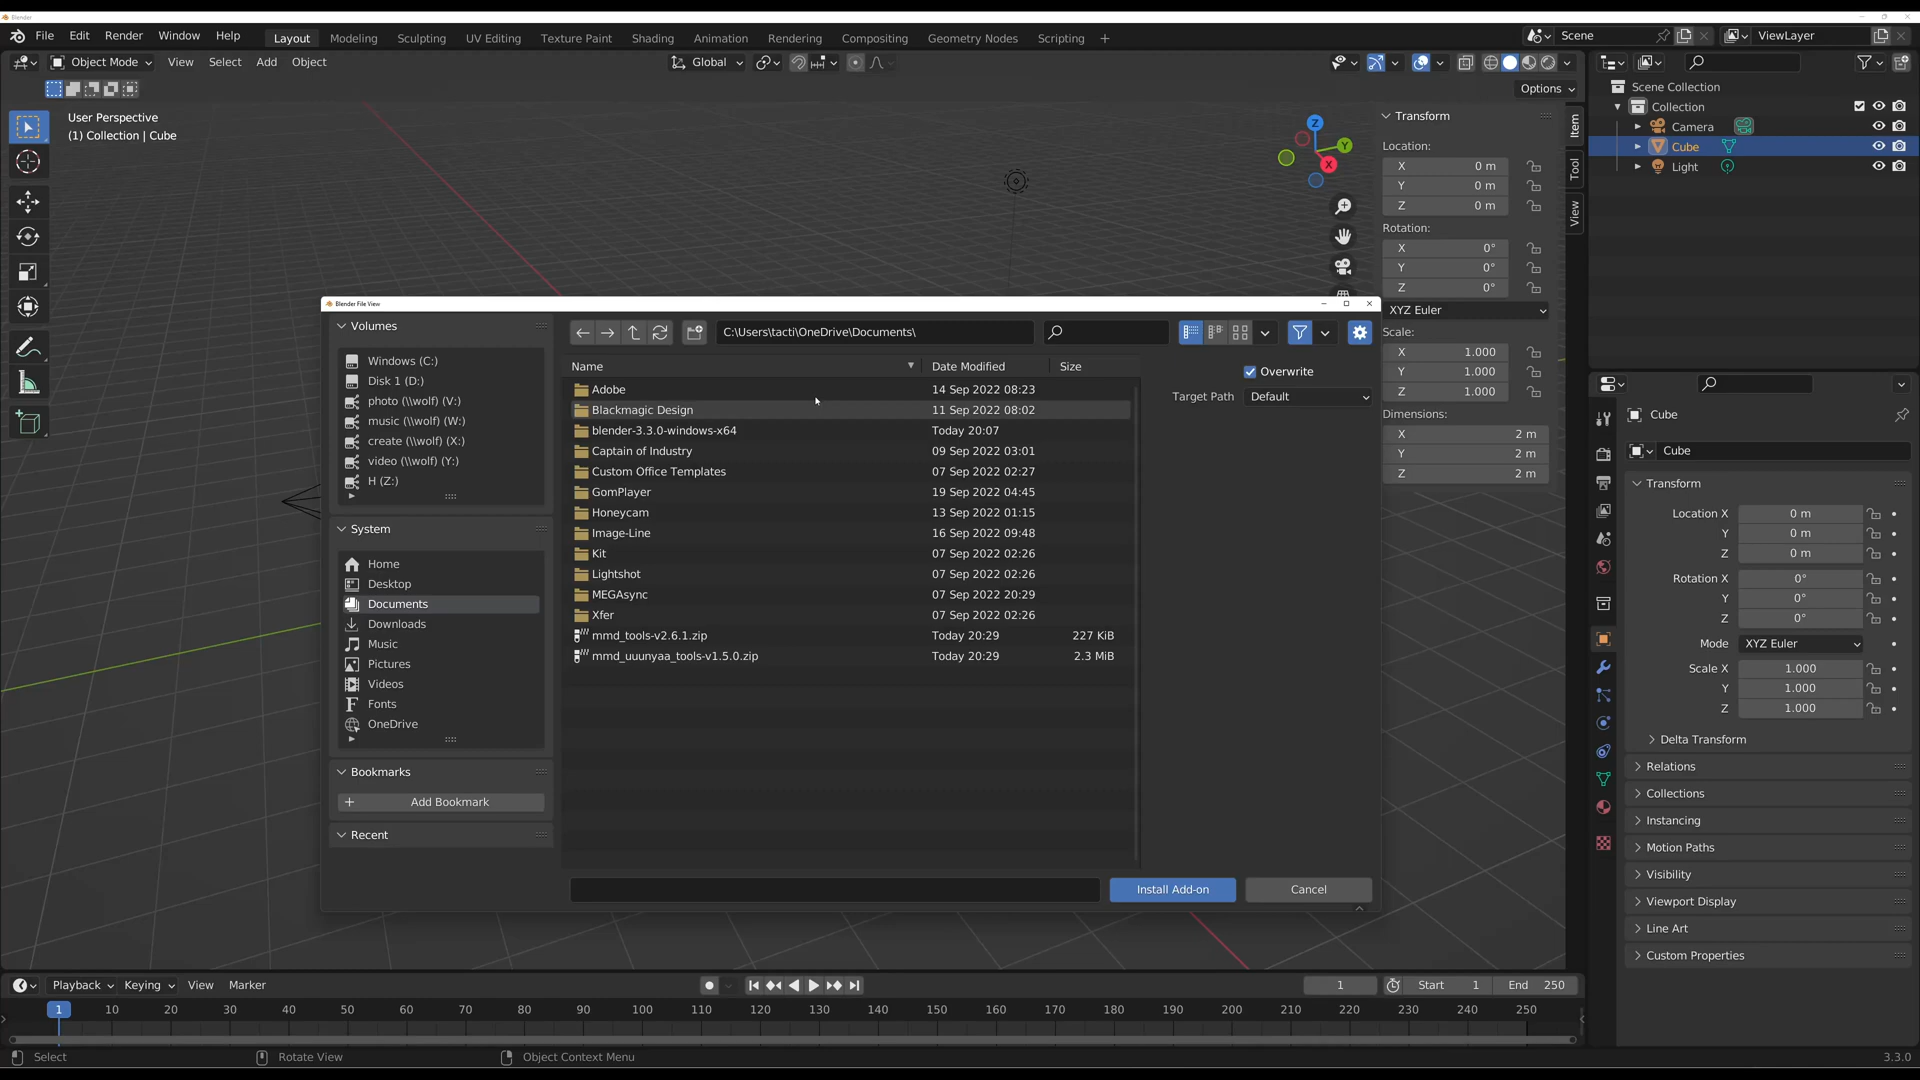 Blender
File Edit Render Window Help
Layout Modeling Sculpting UV Editing Texture Paint Shading Animation Rendering Compositing Geometry Nodes Scripting +
Scene
ViewLayer
Object Mode View Select Add Object
Global
Options
User Perspective
(1) Collection | Cube
Z
Y
X
Transform
Location:
X 0 m
Y 0 m
Z 0 m
Rotation:
X 0°
Y 0°
Z 0°
XYZ Euler
Scale:
X 1.000
Y 1.000
Z 1.000
Dimensions:
X 2 m
Y 2 m
Z 2 m
Item
Tool
View
Scene Collection
Collection
Camera
Cube
Light
Blender File View
Volumes
Windows (C:)
Disk 1 (D:)
photo (\\wolf) (V:)
music (\\wolf) (W:)
create (\\wolf) (X:)
video (\\wolf) (Y:)
H (Z:)
System
Home
Desktop
Documents
Downloads
Music
Pictures
Videos
Fonts
OneDrive
Bookmarks
Add Bookmark
Recent
C:\Users\tacti\OneDrive\Documents\
Name Date Modified Size
Adobe 14 Sep 2022 08:23
Blackmagic Design 11 Sep 2022 08:02
blender-3.3.0-windows-x64 Today 20:07
Captain of Industry 09 Sep 2022 03:01
Custom Office Templates 07 Sep 2022 02:27
GomPlayer 19 Sep 2022 04:45
Honeycam 13 Sep 2022 01:15
Image-Line 16 Sep 2022 09:48
Kit 07 Sep 2022 02:26
Lightshot 07 Sep 2022 02:26
MEGAsync 07 Sep 2022 20:29
Xfer 07 Sep 2022 02:26
mmd_tools-v2.6.1.zip Today 20:29 227 KiB
mmd_uuunyaa_tools-v1.5.0.zip Today 20:29 2.3 MiB
Overwrite
Target Path Default
Install Add-on Cancel
Cube
Cube
Transform
Location X 0 m
Y 0 m
Z 0 m
Rotation X 0°
Y 0°
Z 0°
Mode XYZ Euler
Scale X 1.000
Y 1.000
Z 1.000
Delta Transform
Relations
Collections
Instancing
Motion Paths
Visibility
Viewport Display
Line Art
Custom Properties
Playback Keying View Marker
1 Start 1 End 250
1 10 20 30 40 50 60 70 80 90 100 110 120 130 140 150 160 170 180 190 200 210 220 230 240 250
Select Rotate View Object Context Menu
3.3.0